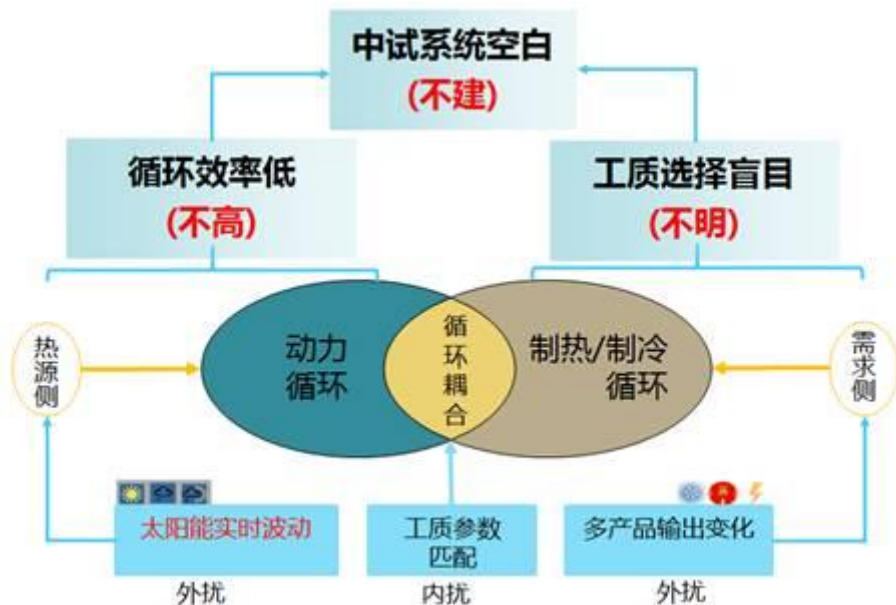 中试系统空白
(不建)
循环效率低
(不高)
工质选择盲目
(不明)
热源侧
动力
循环
循环耦合
制热/制冷
循环
需求侧
太阳能实时波动
工质参数
匹配
多产品输出变化
外扰
内扰
外扰